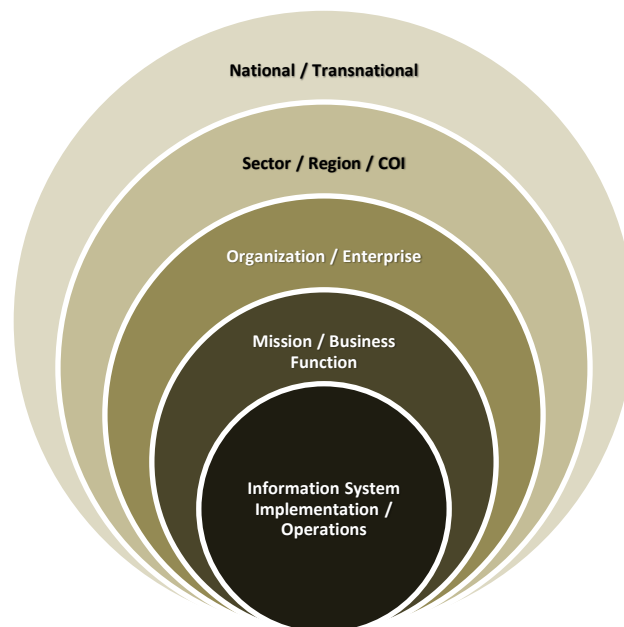 National / Transnational
Sector / Region / COI
Organization / Enterprise
Mission / Business
Function
Information System
Implementation /
Operations